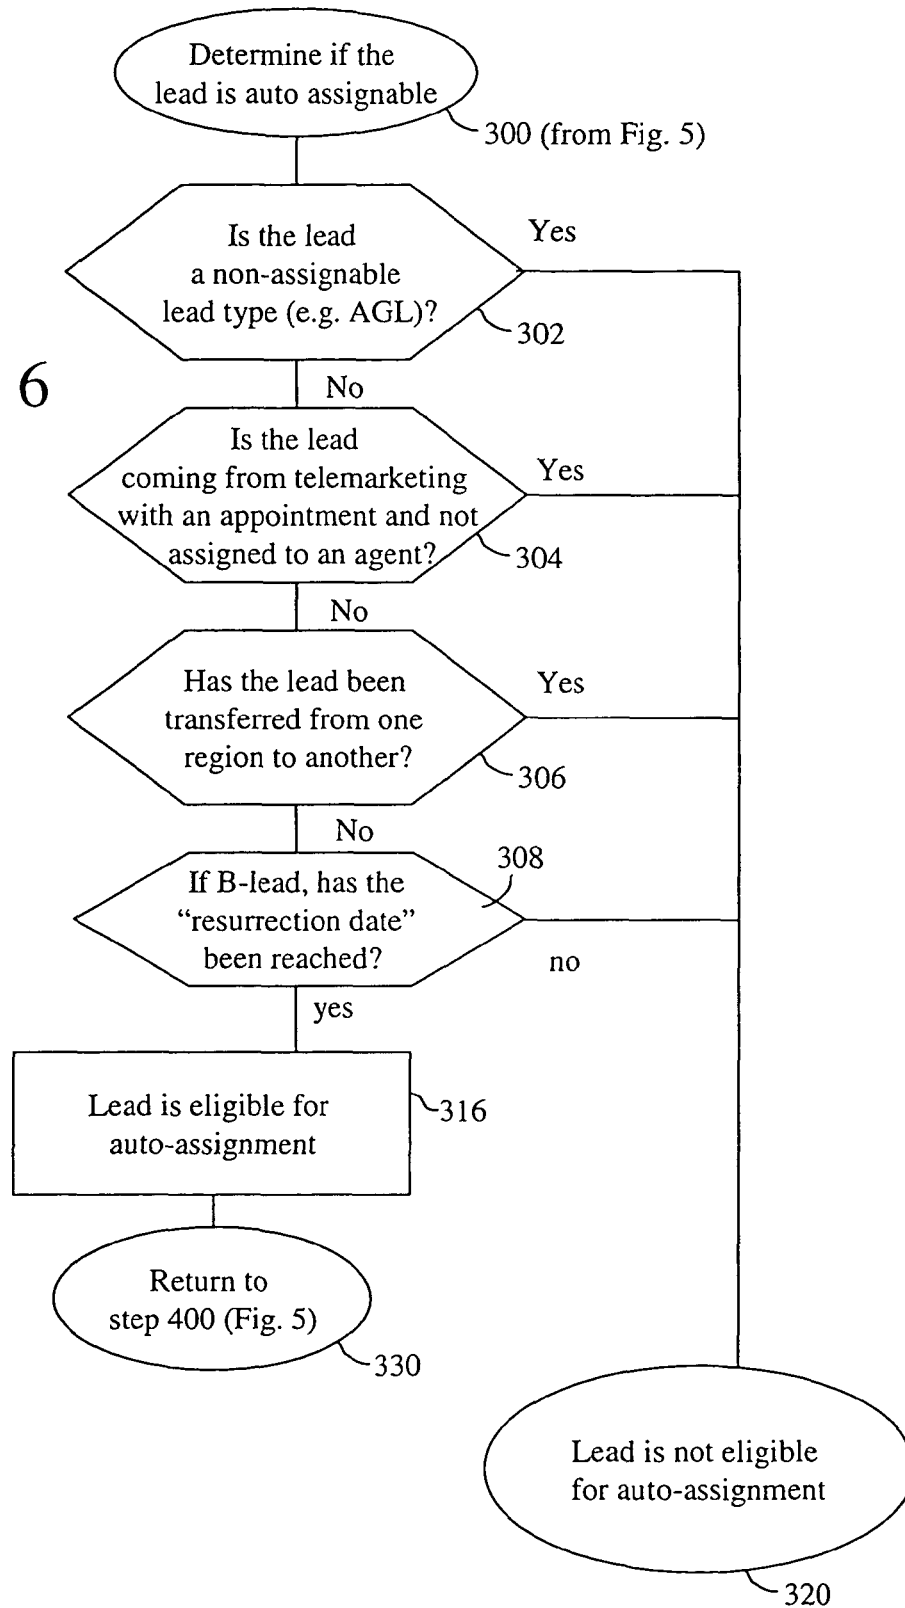 Determine if the
lead is auto assignable
300 (from Fig. 5)
Is the lead
a non-assignable
lead type (e.g. AGL)?
Yes
302
6
No
Is the lead
coming from telemarketing
with an appointment and not
assigned to an agent?
Yes
304
No
Has the lead been
transferred from one
region to another?
Yes
306
No
308
If B-lead, has the
“resurrection date”
been reached?
no
yes
Lead is eligible for
auto-assignment
316
Return to
step 400 (Fig. 5)
330
Lead is not eligible
for auto-assignment
320